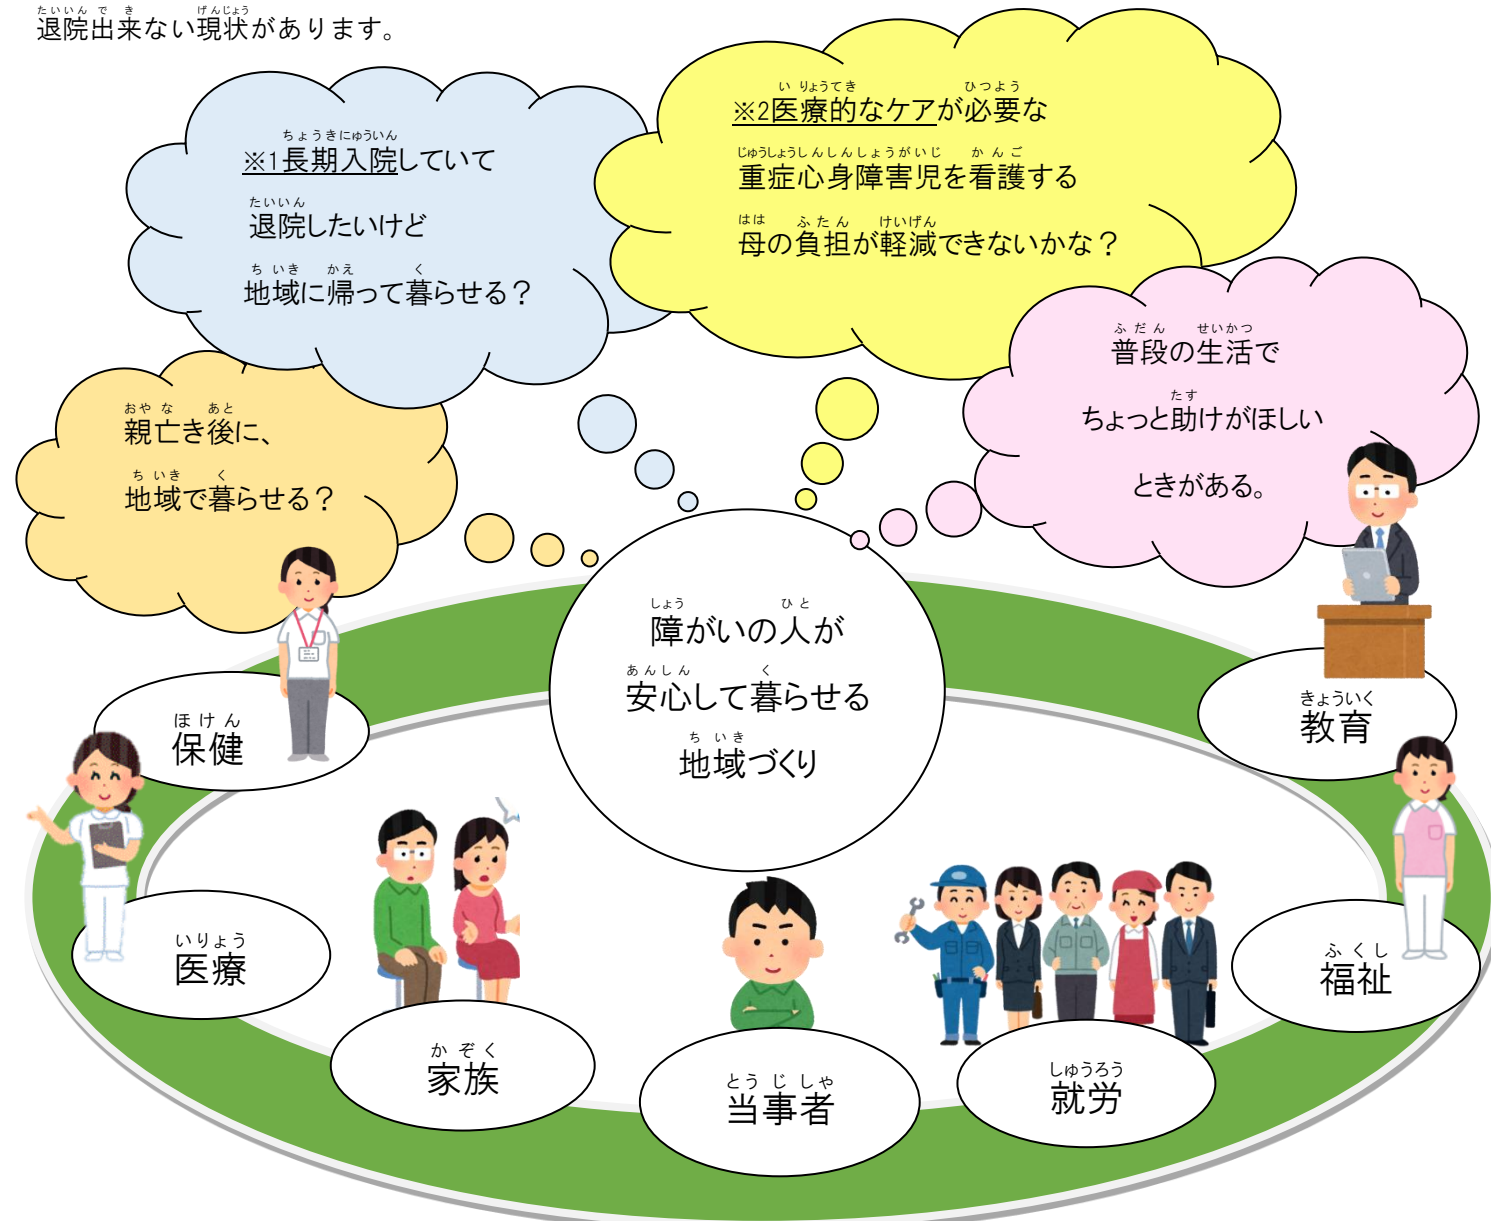 退院出来ない現状があります。
※1長期入院していて
退院したいけど
地域に帰って暮らせる？
※2医療的なケアが必要な
重症心身障害児を看護する
母の負担が軽減できないかな？
親亡き後に、
地域で暮らせる？
普段の生活で
ちょっと助けがほしい
ときがある。
障がいの人が
安心して暮らせる
地域づくり
保健
教育
医療
福祉
家族
当事者
就労